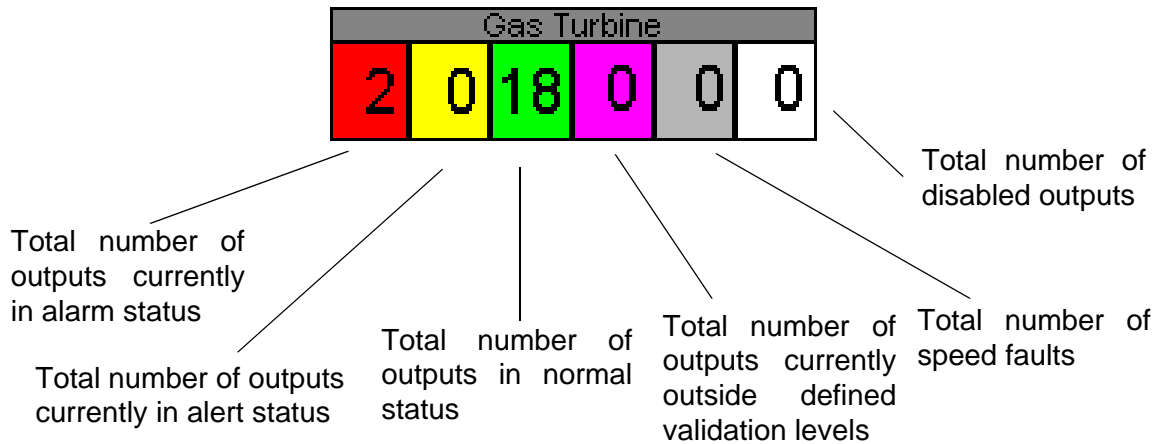 Gas Turbine
2 0 18 0 0 0
Total number of
disabled outputs
Total number of
outputs currently
in alarm status
Total number of outputs
currently in alert status
Total number of
outputs in normal
status
Total number of
outputs currently
outside defined
validation levels
Total number of
speed faults